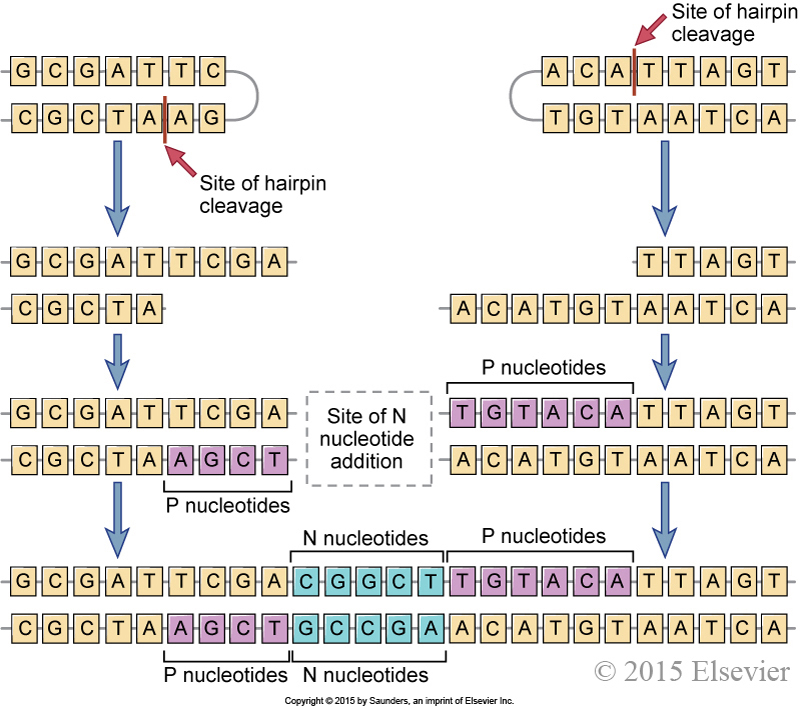 Site of hairpin
cleavage
G C G A T T C
A C A T T A G T
C G C T A A G
T G T A A T C A
Site of hairpin
cleavage
G C G A T T C G A
T T A G T
C G C T A
A C A T G T A A T C A
P nucleotides
G C G A T T C G A
Site of N
nucleotide
addition
T G T A C A T T A G T
C G C T A A G C T
A C A T G T A A T C A
P nucleotides
N nucleotides
P nucleotides
G C G A T T C G A C G G C T T G T A C A T T A G T
C G C T A A G C T G C C G A A C A T G T A A T C A
P nucleotides
N nucleotides
© 2015 Elsevier
Copyright © 2015 by Saunders, an imprint of Elsevier Inc.